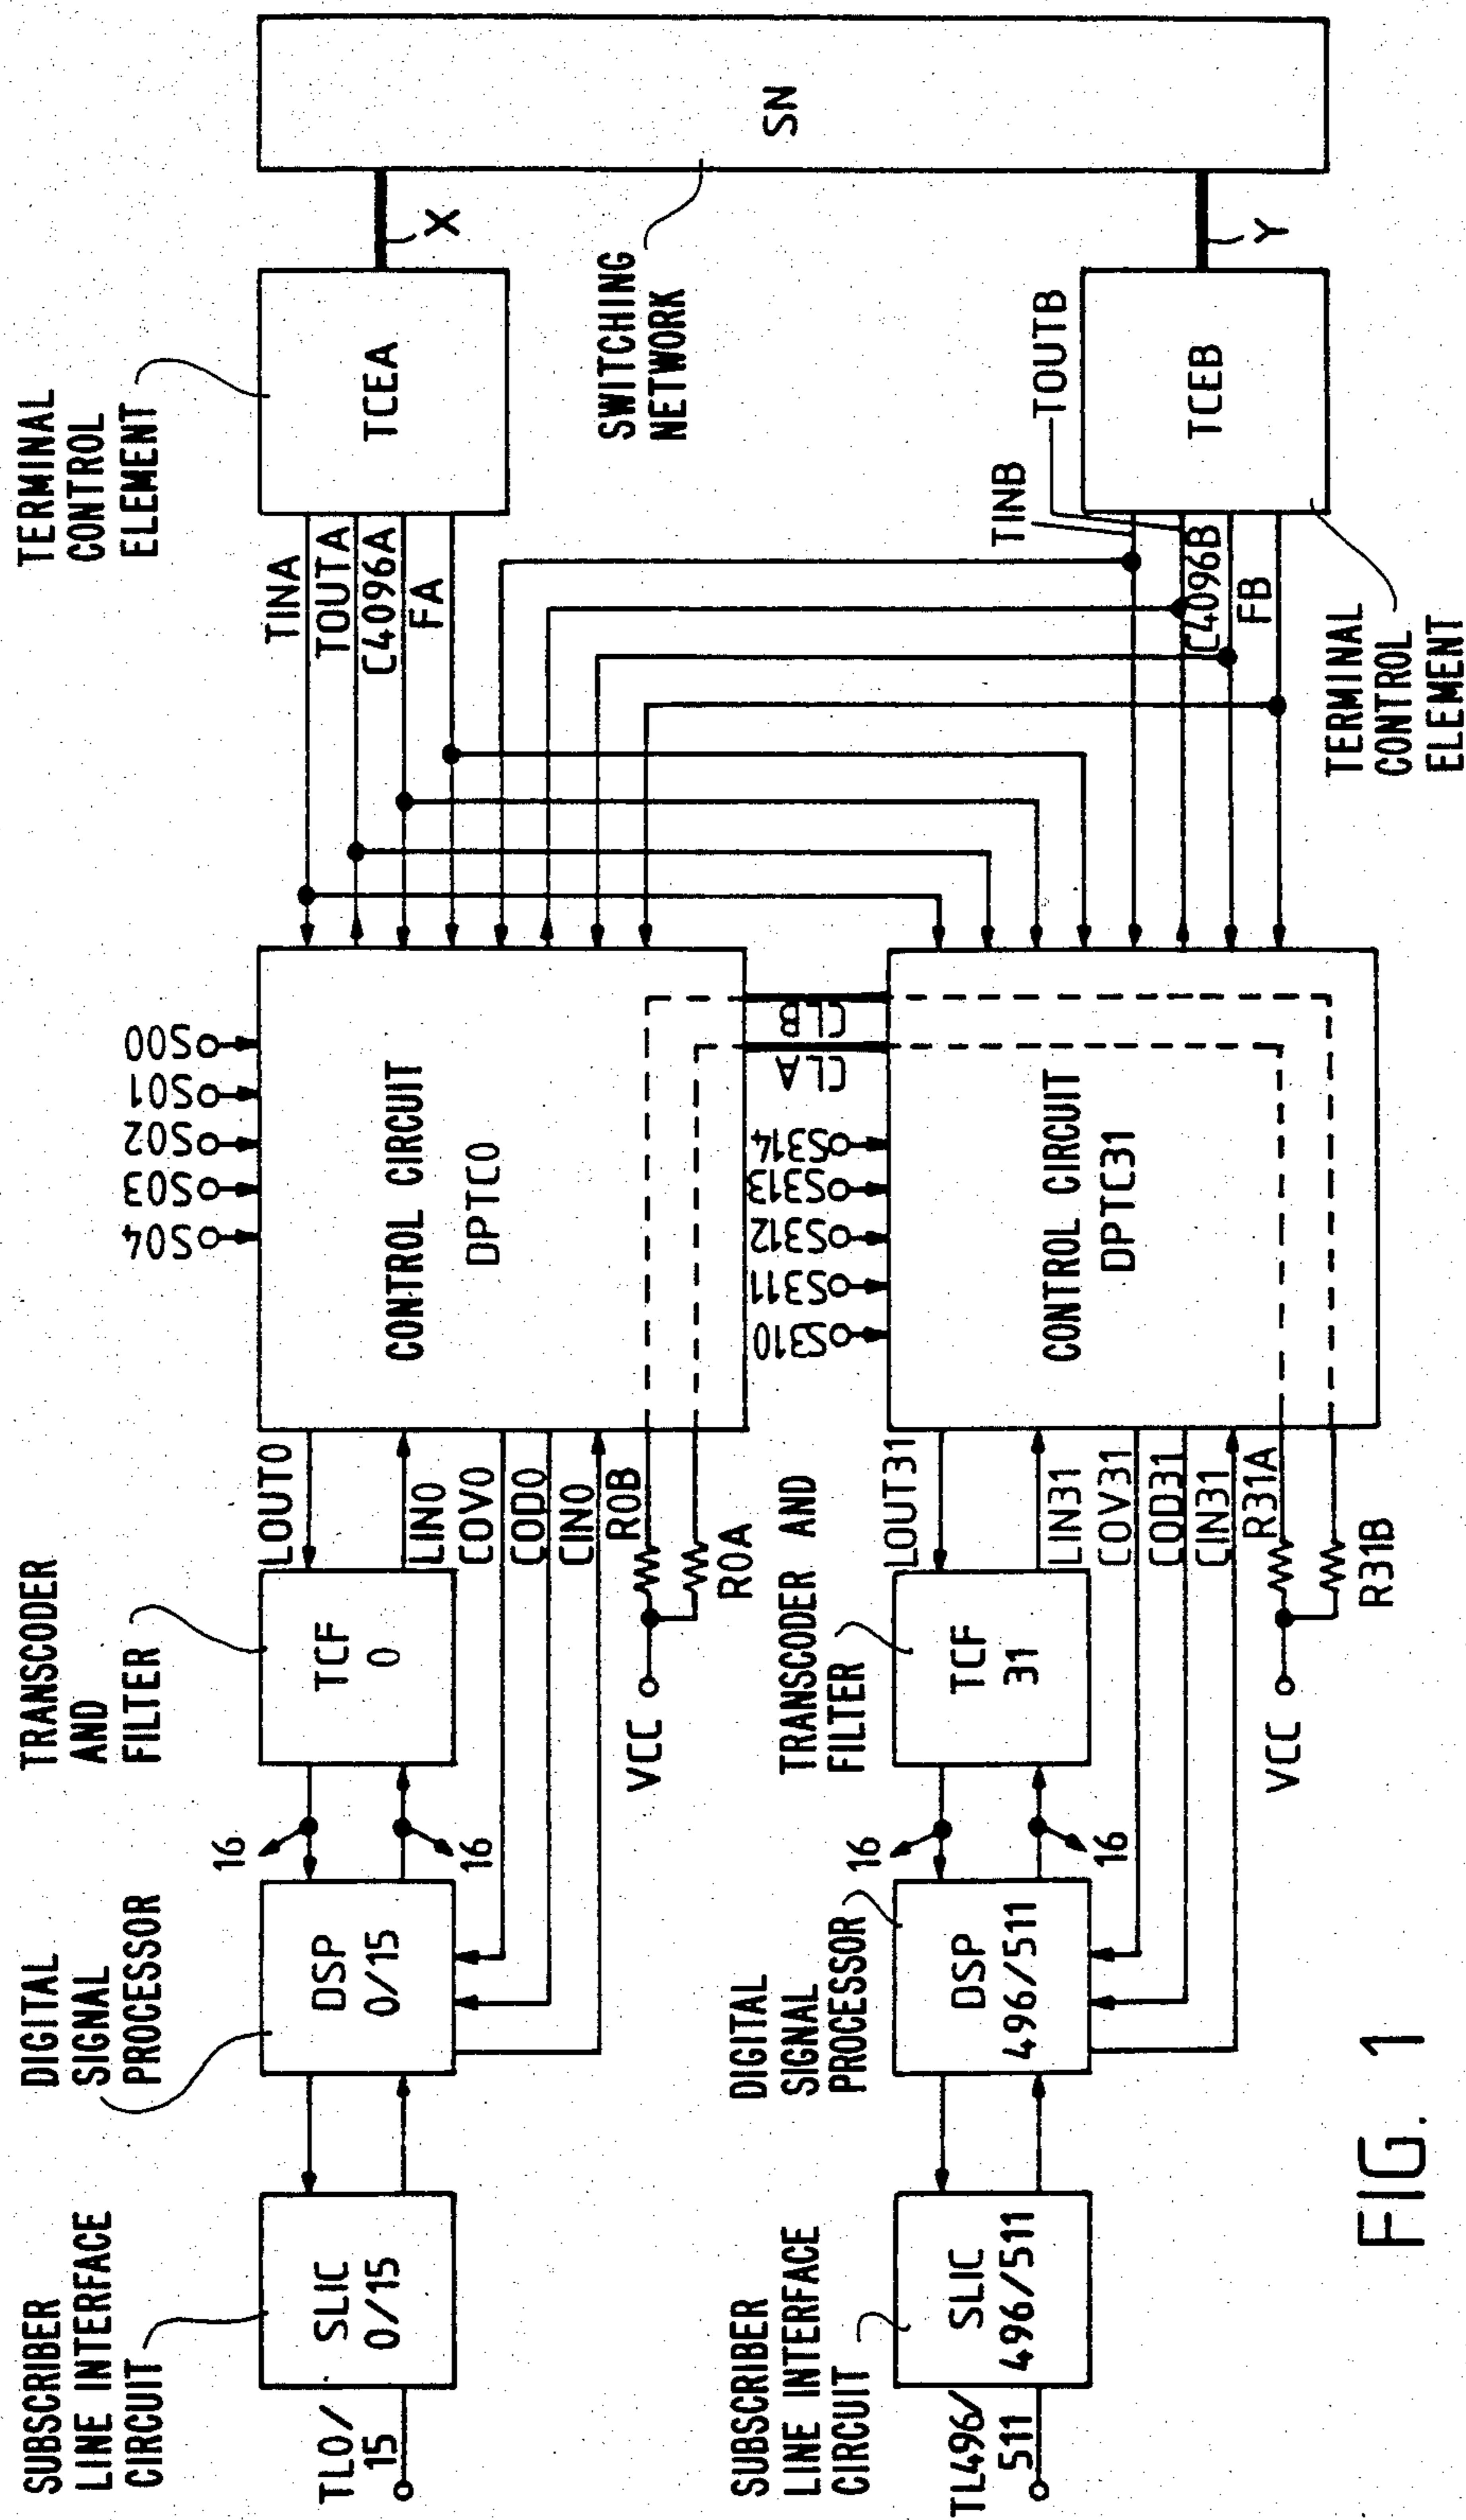 SUBSCRIBER
LINE INTERFACE
CIRCUIT
DIGITAL
SIGNAL
PROCESSOR
TRANSCODER
AND
FILTER
TERMINAL
CONTROL
ELEMENT
TL0/
15
SLIC
0/15
DSP
0/15
16
16
TCF
0
LOUT0
LIN0
COV0
COD0
CIN0
R0B
R0A
VCC
S04
S03
S02
S01
S00
CONTROL CIRCUIT
DPTC0
TINA
TOUTA
C4096A
FA
TCEA
X
SN
SWITCHING
NETWORK
CLA
CLB
SUBSCRIBER
LINE INTERFACE
CIRCUIT
DIGITAL
SIGNAL
PROCESSOR
TRANSCODER AND
FILTER
TL496/
511
SLIC
496/511
DSP
496/511
16
16
TCF
31
LOUT31
LIN31
COV31
COD31
CIN31
R31A
R31B
VCC
S310
S311
S312
S313
S314
CONTROL CIRCUIT
DPTC31
TINB
TOUTB
C4096B
FB
TCEB
Y
TERMINAL
CONTROL
ELEMENT
FIG. 1